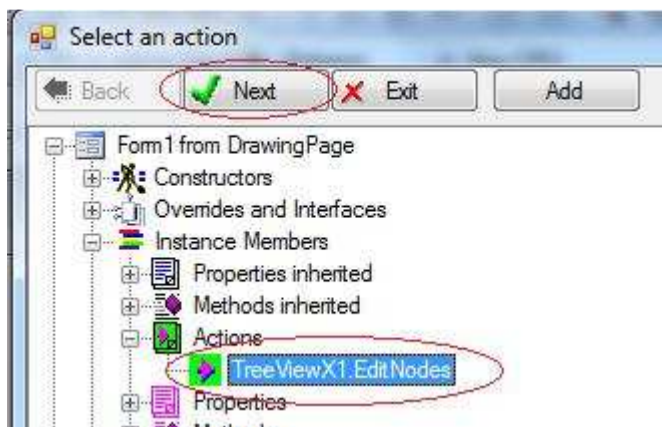 Select an action
Back Next Exit Add
Form1 from DrawingPage
Constructors
Overrides and Interfaces
Instance Members
Properties inherited
Methods inherited
Actions
TreeViewX1.EditNodes
Properties